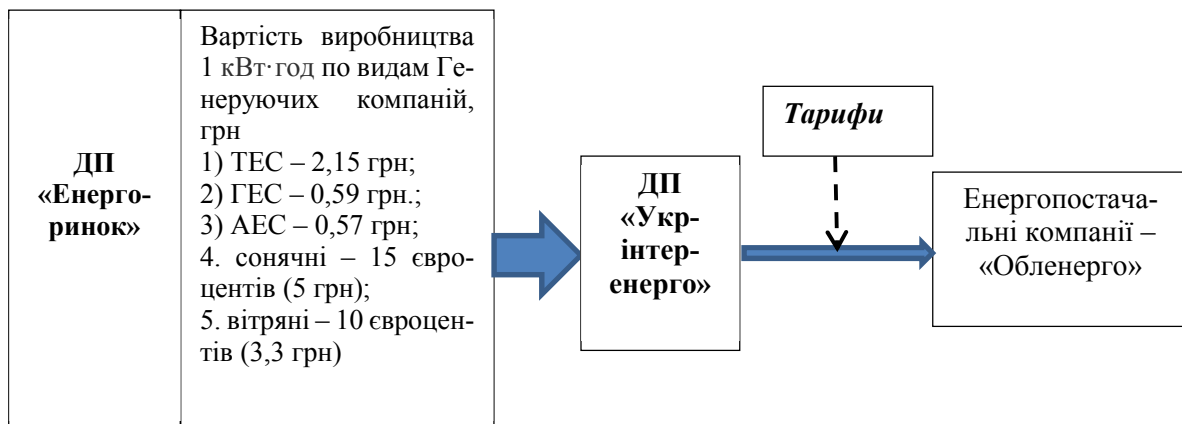 ДП
«Енерго-
ринок»
Вартість виробництва
1 кВт·год по видам Ге-
неруючих компаній,
грн
1) ТЕС – 2,15 грн;
2) ГЕС – 0,59 грн.;
3) АЕС – 0,57 грн;
4. сонячні – 15 євро-
центів (5 грн);
5. вітряні – 10 євроцен-
тів (3,3 грн)
ДП
«Укр-
інтер-
енерго»
Тарифи
Енергопостача-
льні компанії –
«Обленерго»